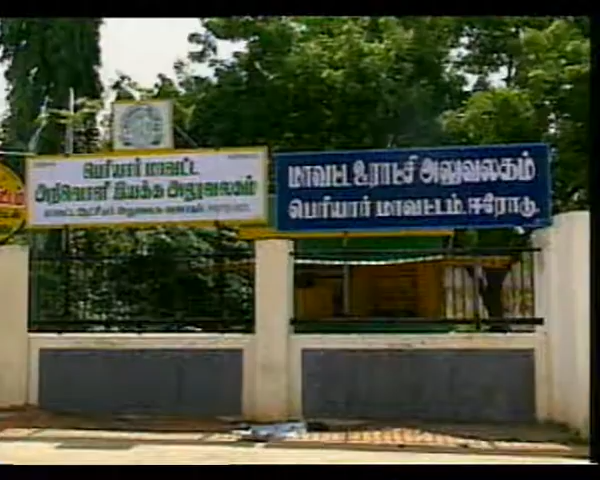 பெரியார் மாவட்ட
அறிவொளி இயக்க அலுவலகம்
மாவட்ட ஊராட்சி அலுவலகம்
பெரியார் மாவட்டம். ஈரோடு.